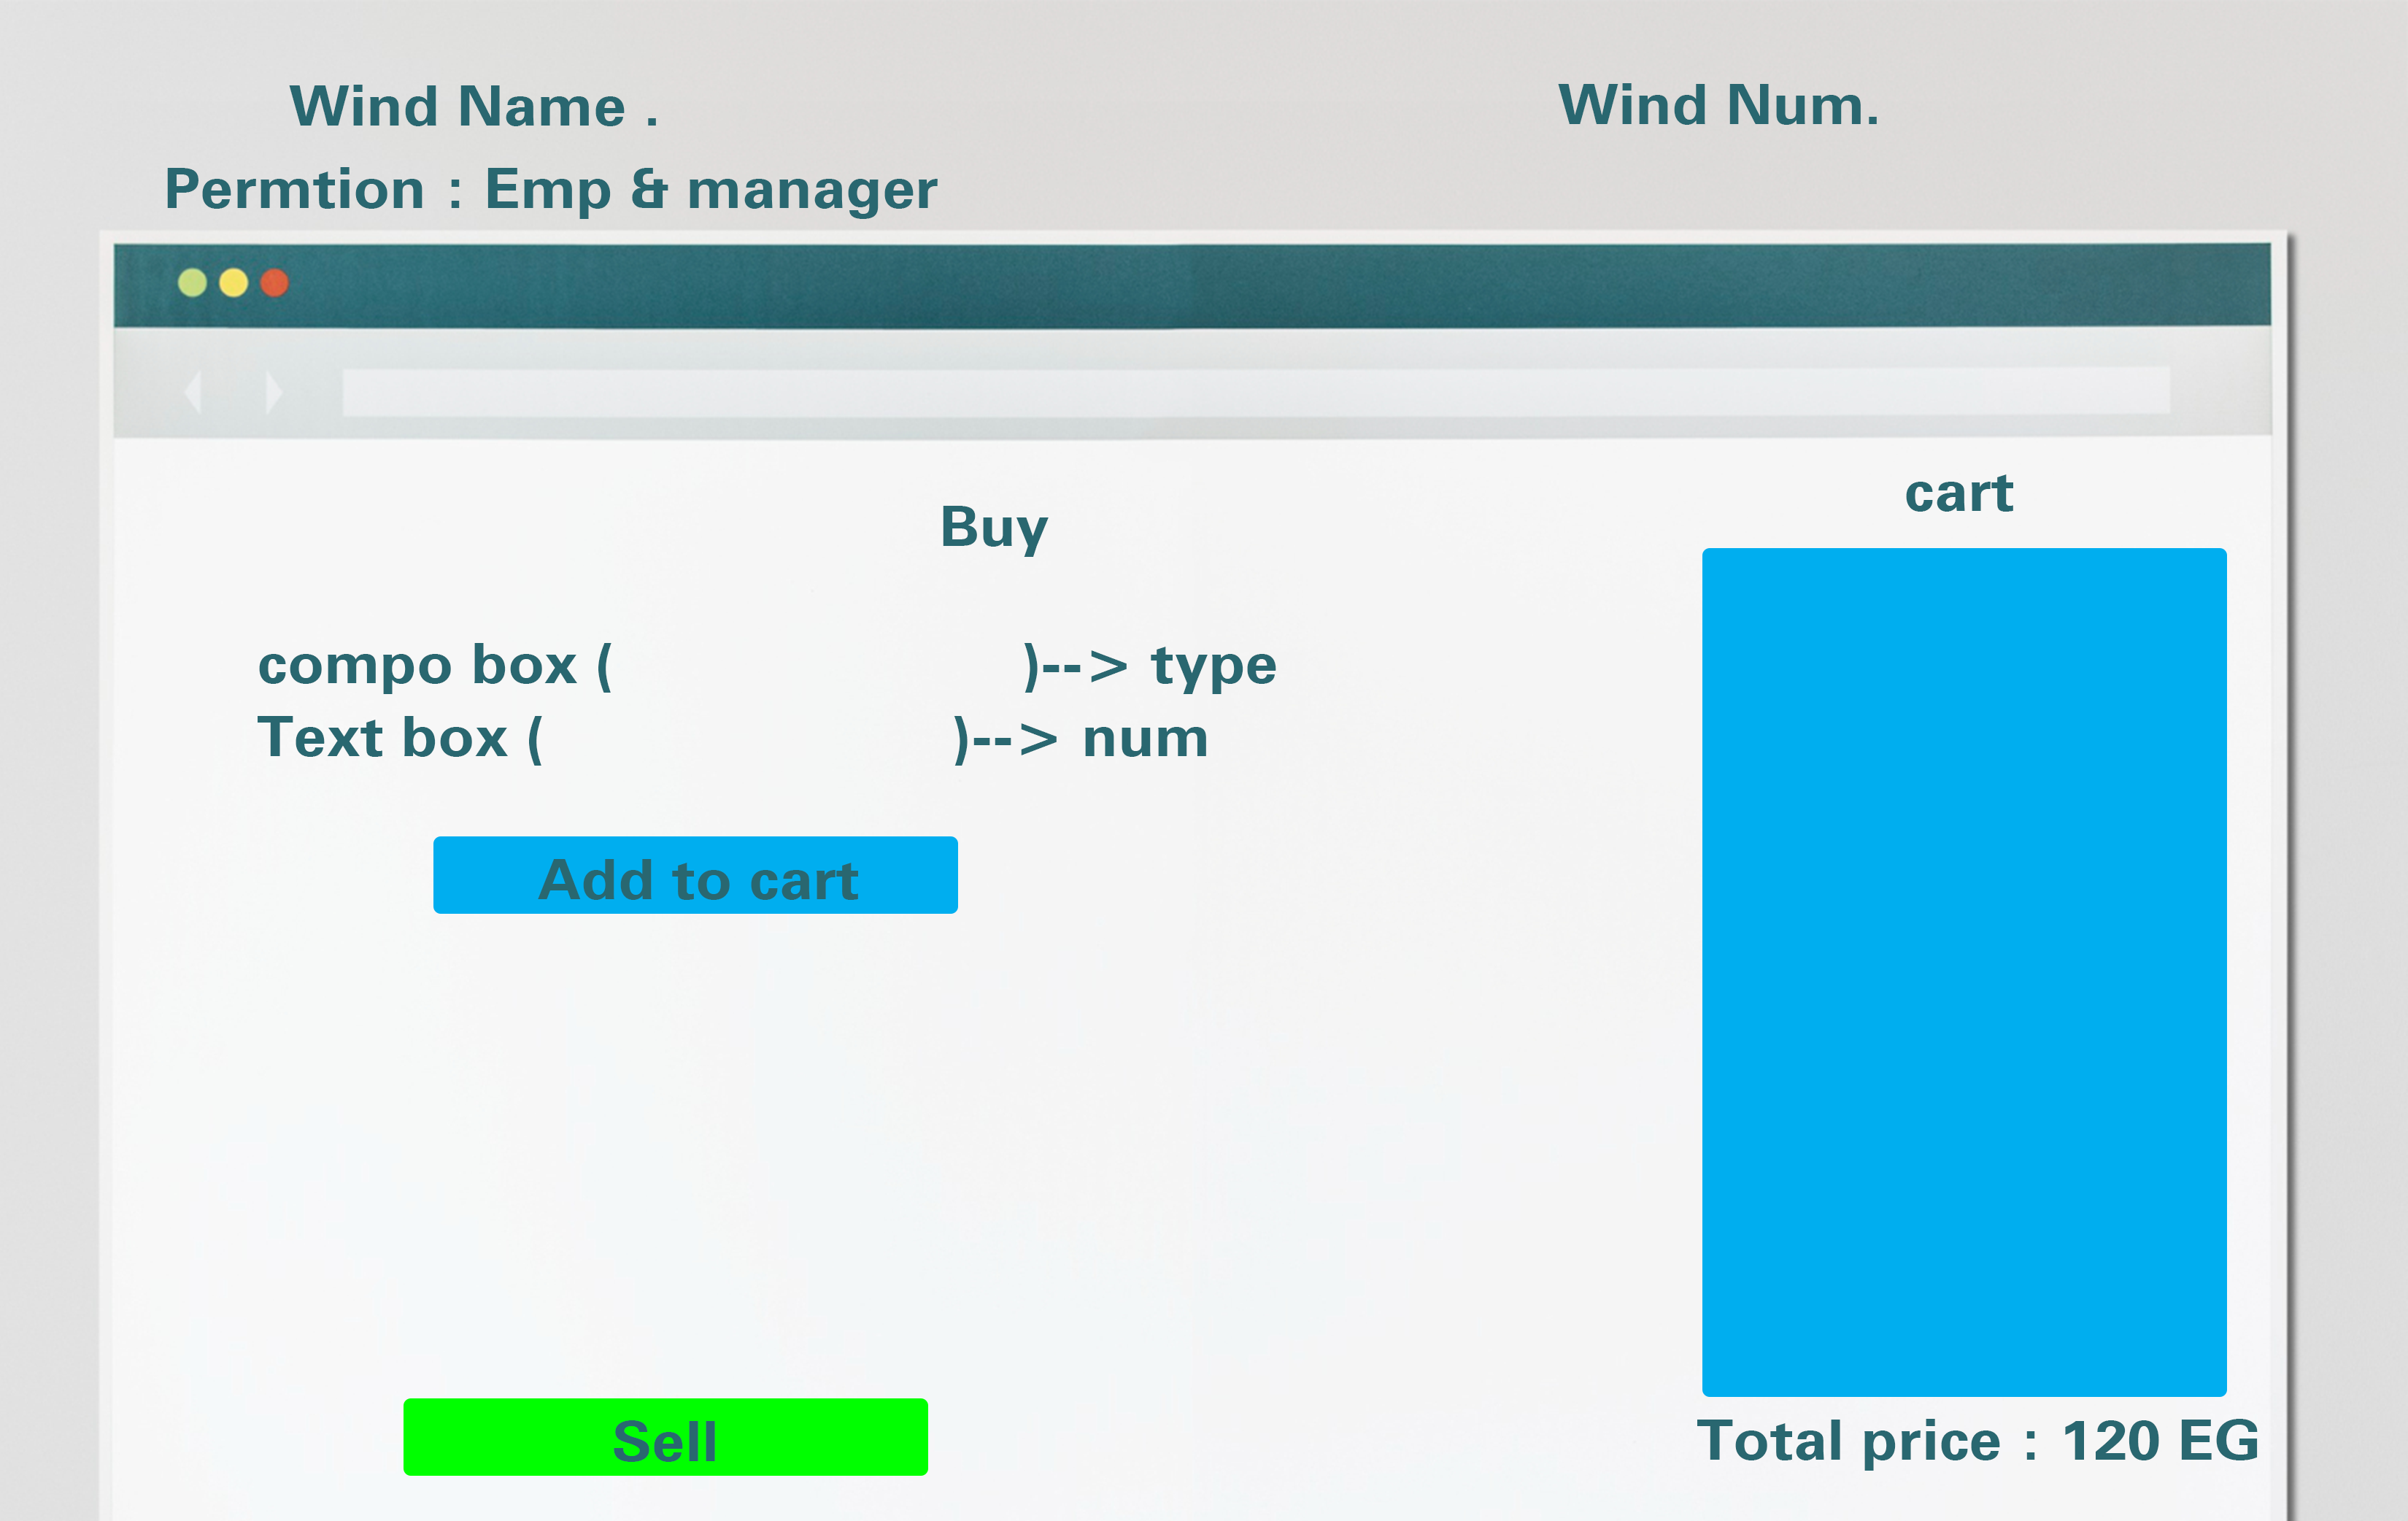 Wind Name .
Wind Num.
Permtion : Emp & manager
cart
Buy
compo box (                    )--> type
Text box (                    )--> num
Add to cart
Sell
Total price : 120 EG